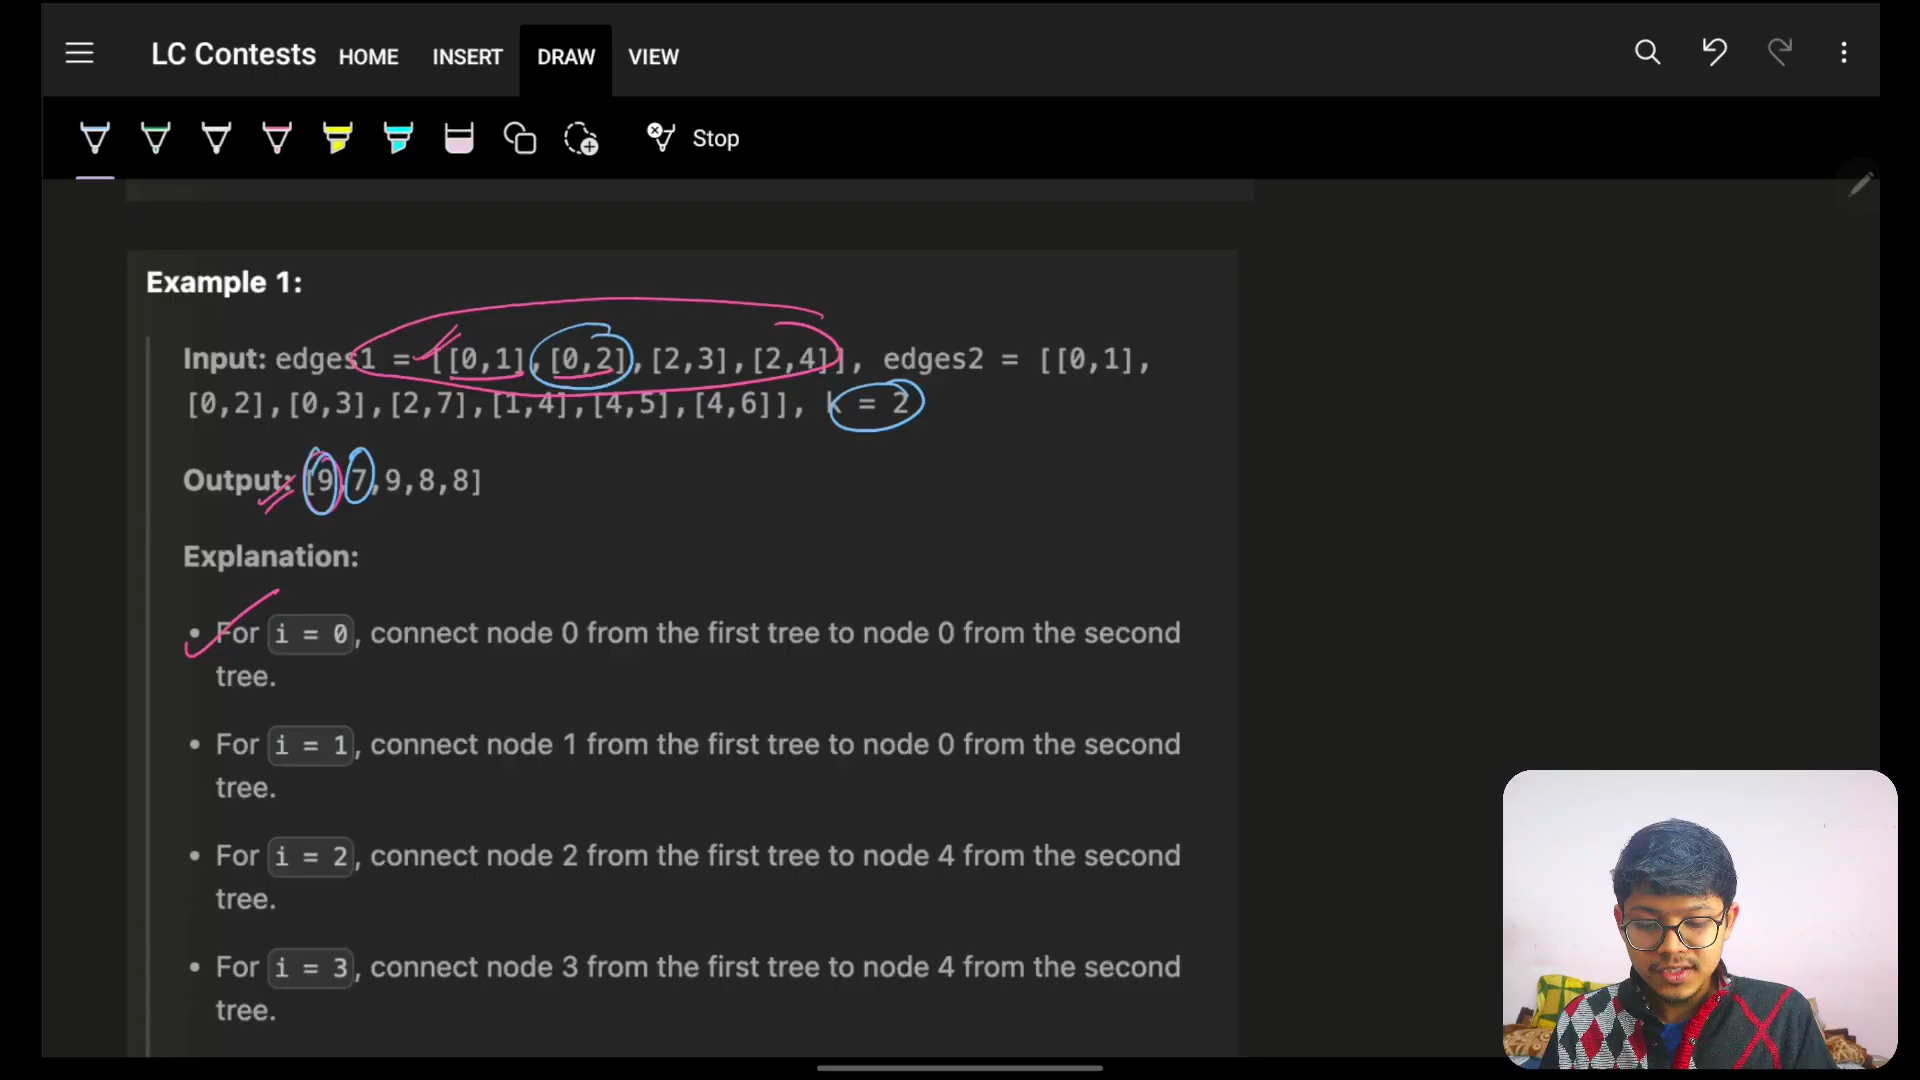 LC Contests HOME INSERT DRAW VIEW
Stop
Example 1:
Input: edges1 = [[0,1],[0,2],[2,3],[2,4]], edges2 = [[0,1],
[0,2],[0,3],[2,7],[1,4],[4,5],[4,6]], k = 2
Output: [9,7,9,8,8]
Explanation:
• For i = 0, connect node 0 from the first tree to node 0 from the second
tree.
• For i = 1, connect node 1 from the first tree to node 0 from the second
tree.
• For i = 2, connect node 2 from the first tree to node 4 from the second
tree.
• For i = 3, connect node 3 from the first tree to node 4 from the second
tree.